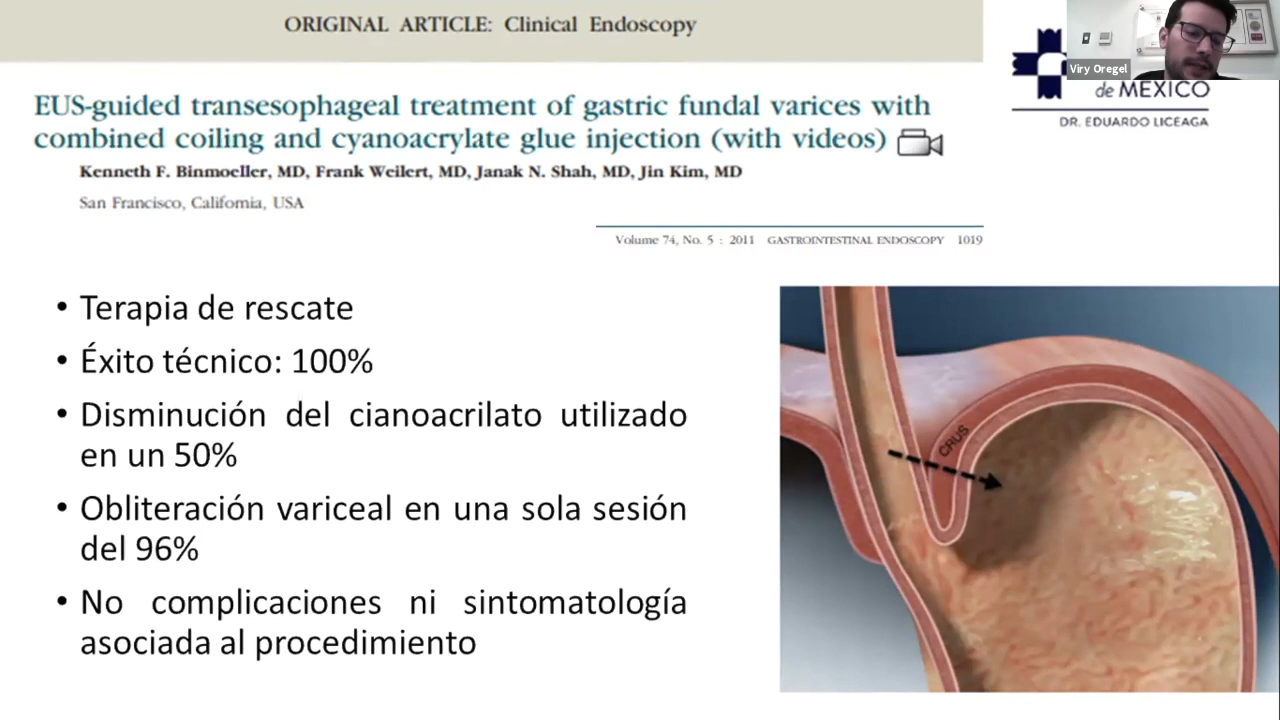 ORIGINAL ARTICLE: Clinical Endoscopy
Viry Oregel
de MÉXICO
DR. EDUARDO LICEAGA
EUS-guided transesophageal treatment of gastric fundal varices with
combined coiling and cyanoacrylate glue injection (with videos)
Kenneth F. Binmoeller, MD, Frank Weilert, MD, Janak N. Shah, MD, Jin Kim, MD
San Francisco, California, USA
Volume 74, No. 5 : 2011 GASTROINTESTINAL ENDOSCOPY 1019
• Terapia de rescate
• Éxito técnico: 100%
• Disminución del cianoacrilato utilizado
en un 50%
• Obliteración variceal en una sola sesión
del 96%
• No complicaciones ni sintomatología
asociada al procedimiento
CRUS